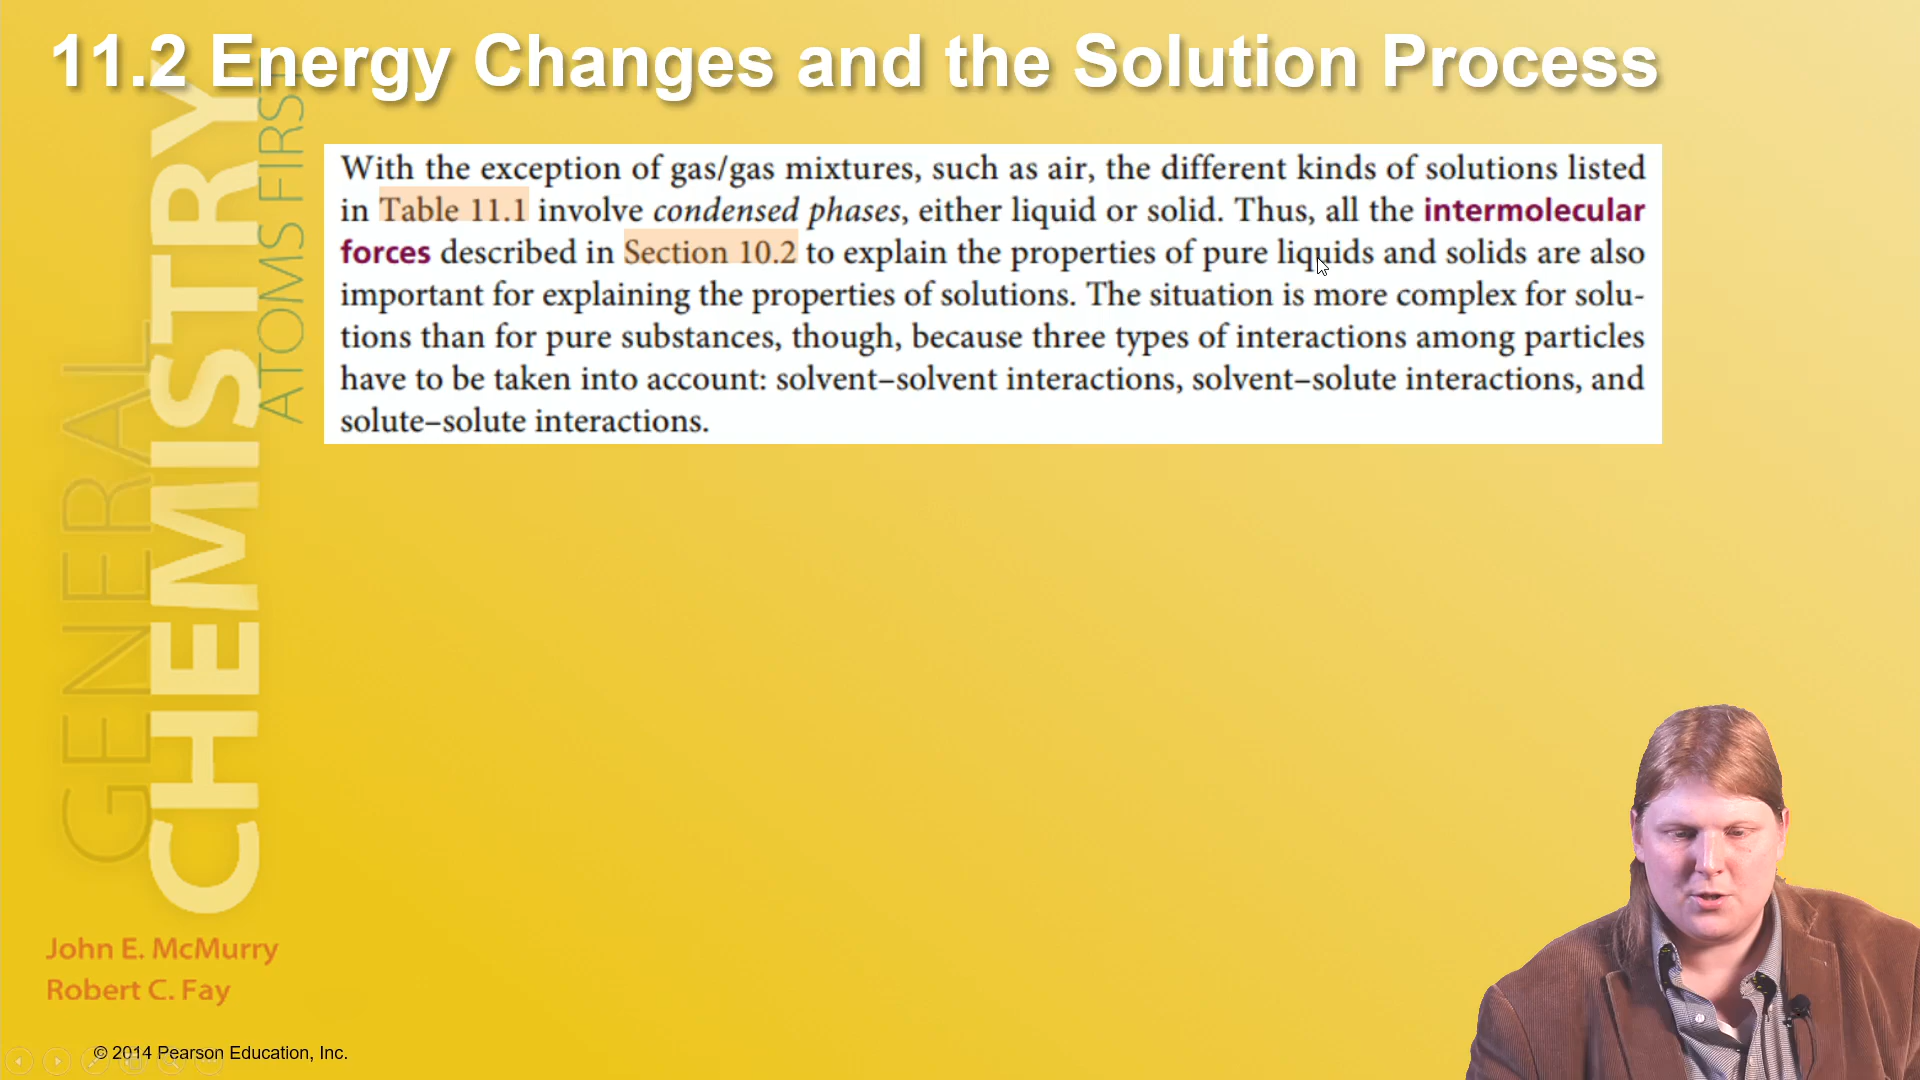 11.2 Energy Changes and the Solution Process
With the exception of gas/gas mixtures, such as air, the different kinds of solutions listed
in Table 11.1 involve condensed phases, either liquid or solid. Thus, all the intermolecular
forces described in Section 10.2 to explain the properties of pure liquids and solids are also
important for explaining the properties of solutions. The situation is more complex for solu-
tions than for pure substances, though, because three types of interactions among particles
have to be taken into account: solvent–solvent interactions, solvent–solute interactions, and
solute–solute interactions.
GENERAL
CHEMISTRY
ATOMS FIRST
John E. McMurry
Robert C. Fay
© 2014 Pearson Education, Inc.